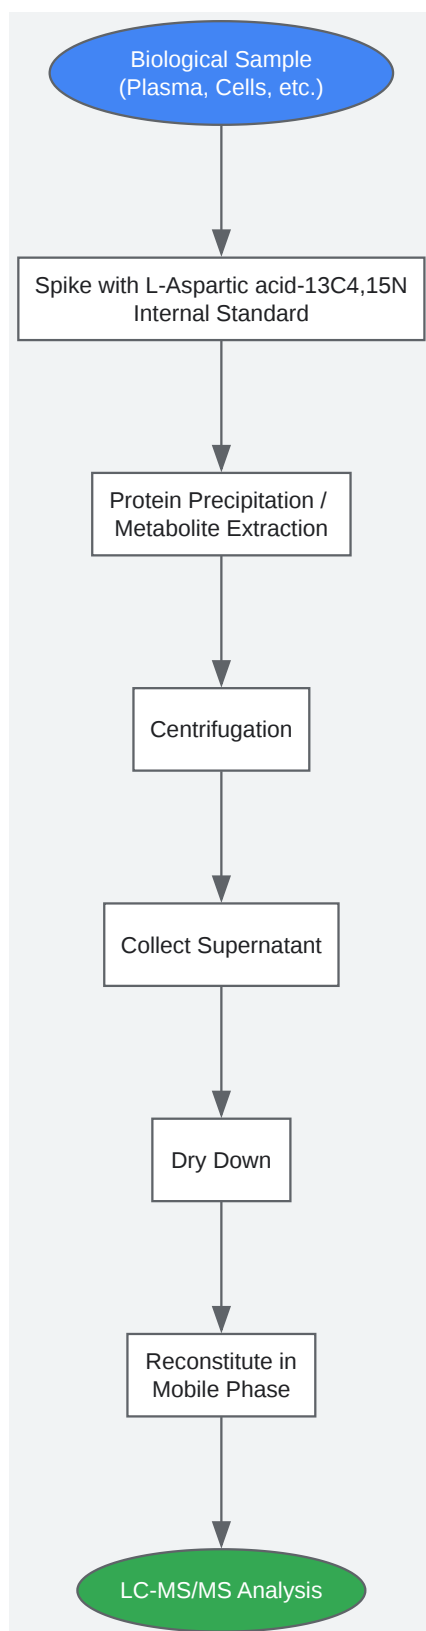 Biological Sample
(Plasma, Cells, etc.)
Spike with L-Aspartic acid-13C4,15N
Internal Standard
Protein Precipitation /
Metabolite Extraction
Centrifugation
Collect Supernatant
Dry Down
Reconstitute in
Mobile Phase
LC-MS/MS Analysis